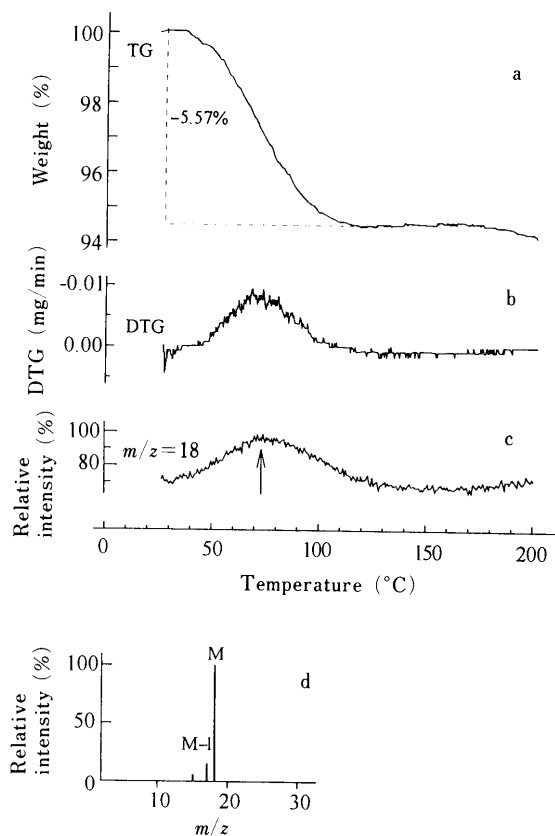 100
TG
a
98
−5.57%
96
94
Weight (%)
-0.01
b
DTG
0.00
DTG (mg/min)
100
m/z=18
c
80
Relative
intensity (%)
0
50
100
150
200
Temperature (°C)
100
M
d
50
M−1
0
Relative
intensity (%)
10
20
30
m/z